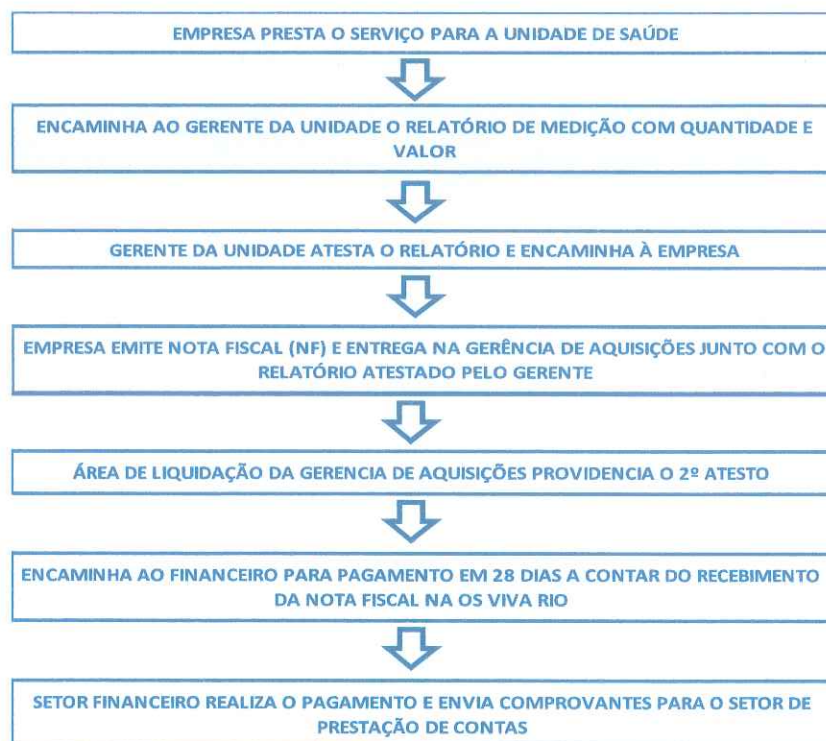 EMPRESA PRESTA O SERVIÇO PARA A UNIDADE DE SAÚDE
ENCAMINHA AO GERENTE DA UNIDADE O RELATÓRIO DE MEDIÇÃO COM QUANTIDADE E
VALOR
GERENTE DA UNIDADE ATESTA O RELATÓRIO E ENCAMINHA À EMPRESA
EMPRESA EMITE NOTA FISCAL (NF) E ENTREGA NA GERÊNCIA DE AQUISIÇÕES JUNTO COM O
RELATÓRIO ATESTADO PELO GERENTE
ÁREA DE LIQUIDAÇÃO DA GERENCIA DE AQUISIÇÕES PROVIDENCIA O 2º ATESTO
ENCAMINHA AO FINANCEIRO PARA PAGAMENTO EM 28 DIAS A CONTAR DO RECEBIMENTO
DA NOTA FISCAL NA OS VIVA RIO
SETOR FINANCEIRO REALIZA O PAGAMENTO E ENVIA COMPROVANTES PARA O SETOR DE
PRESTAÇÃO DE CONTAS